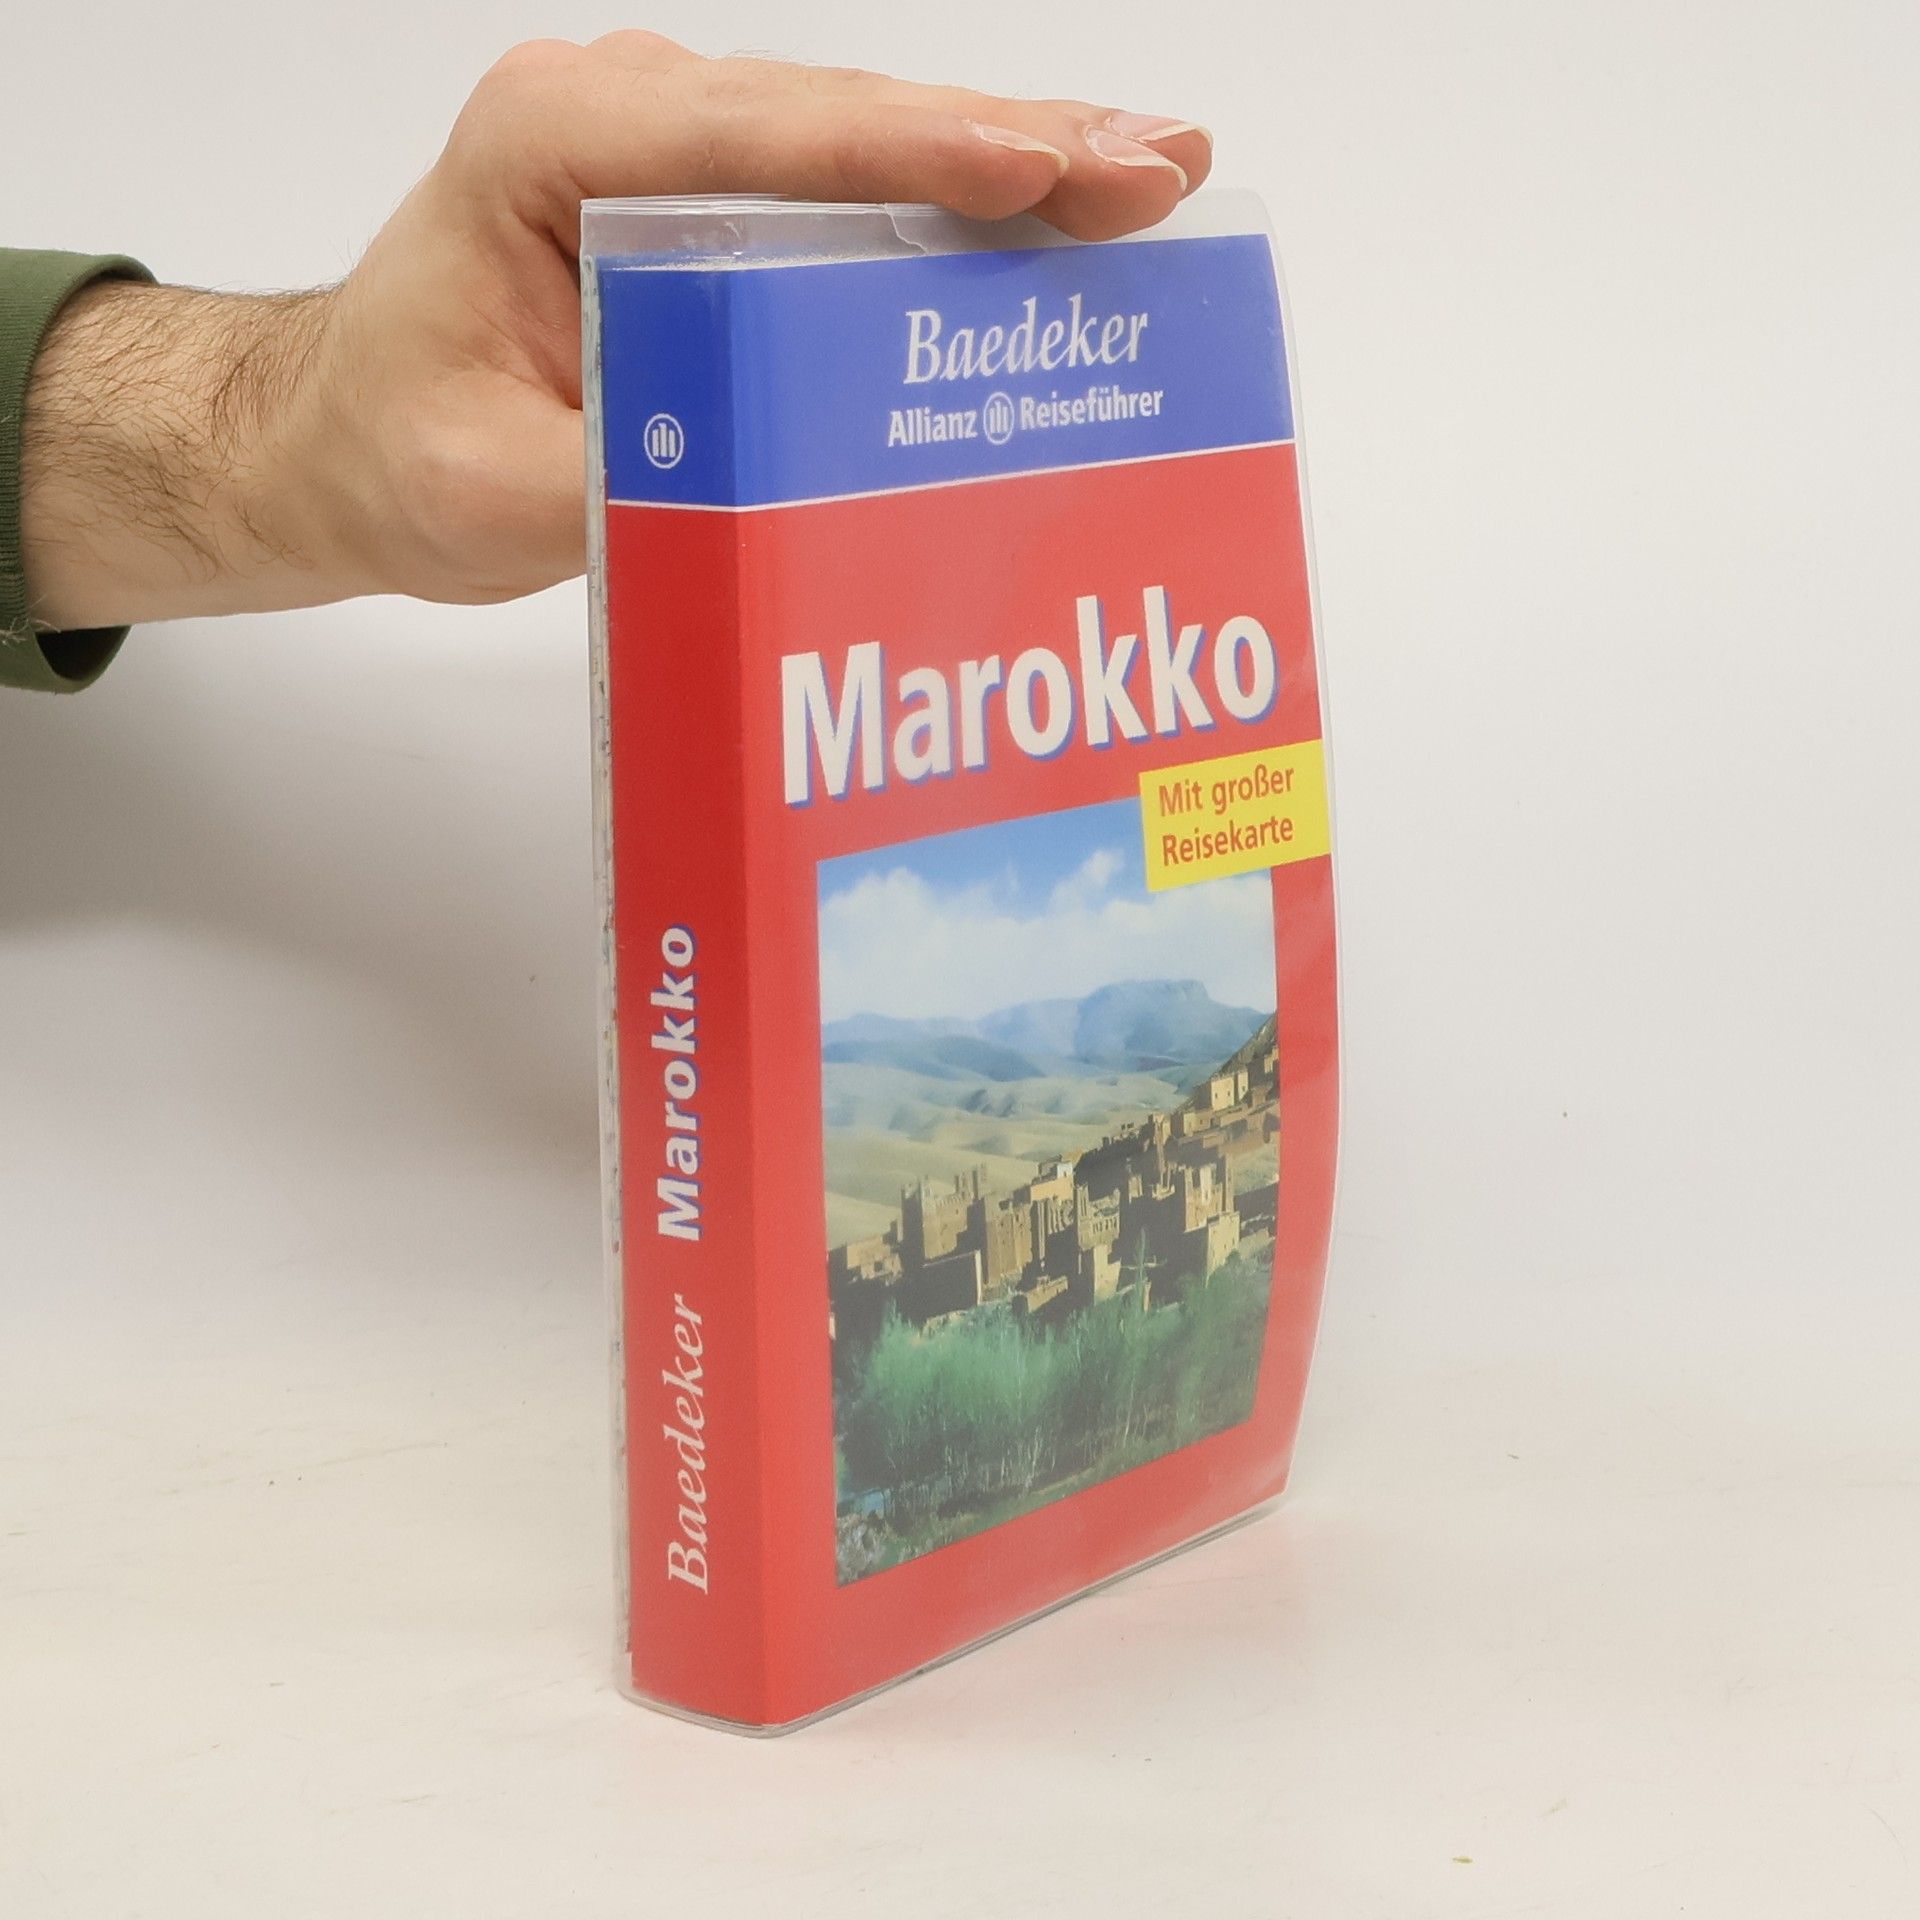 Baedeker
Allianz Reiseführer
Marokko
Mit großer
Reisekarte
Baedeker Marokko